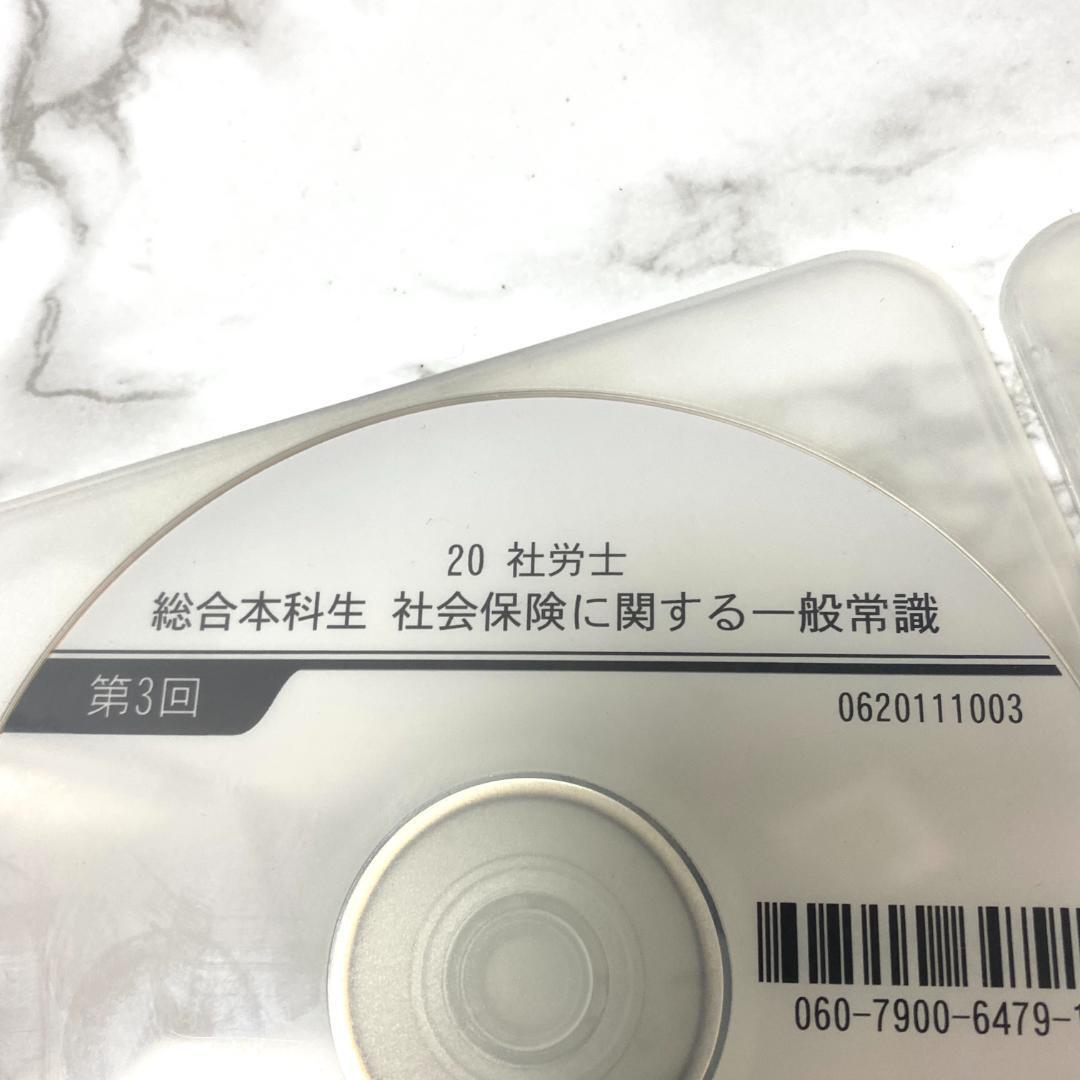 20 社労士
総合本科生 社会保険に関する一般常識
第3回
0620111003
060-7900-6479-1